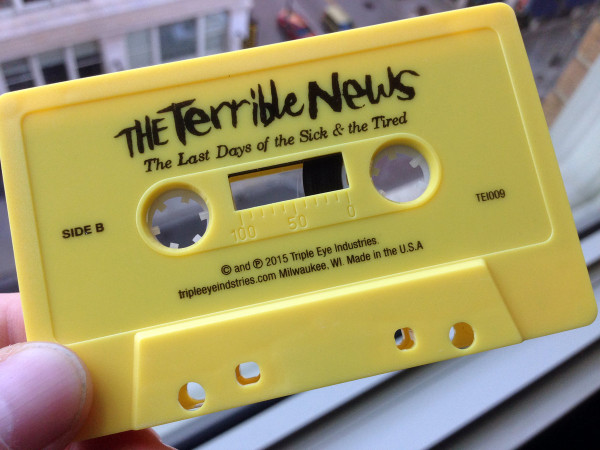 THE Terrible News
The Last Days of the Sick & the Tired
SIDE B
TEI009
100 50 0
© and ℗ 2015 Triple Eye Industries.
tripleeyeindstries.com Milwaukee, WI. Made in the U.S.A